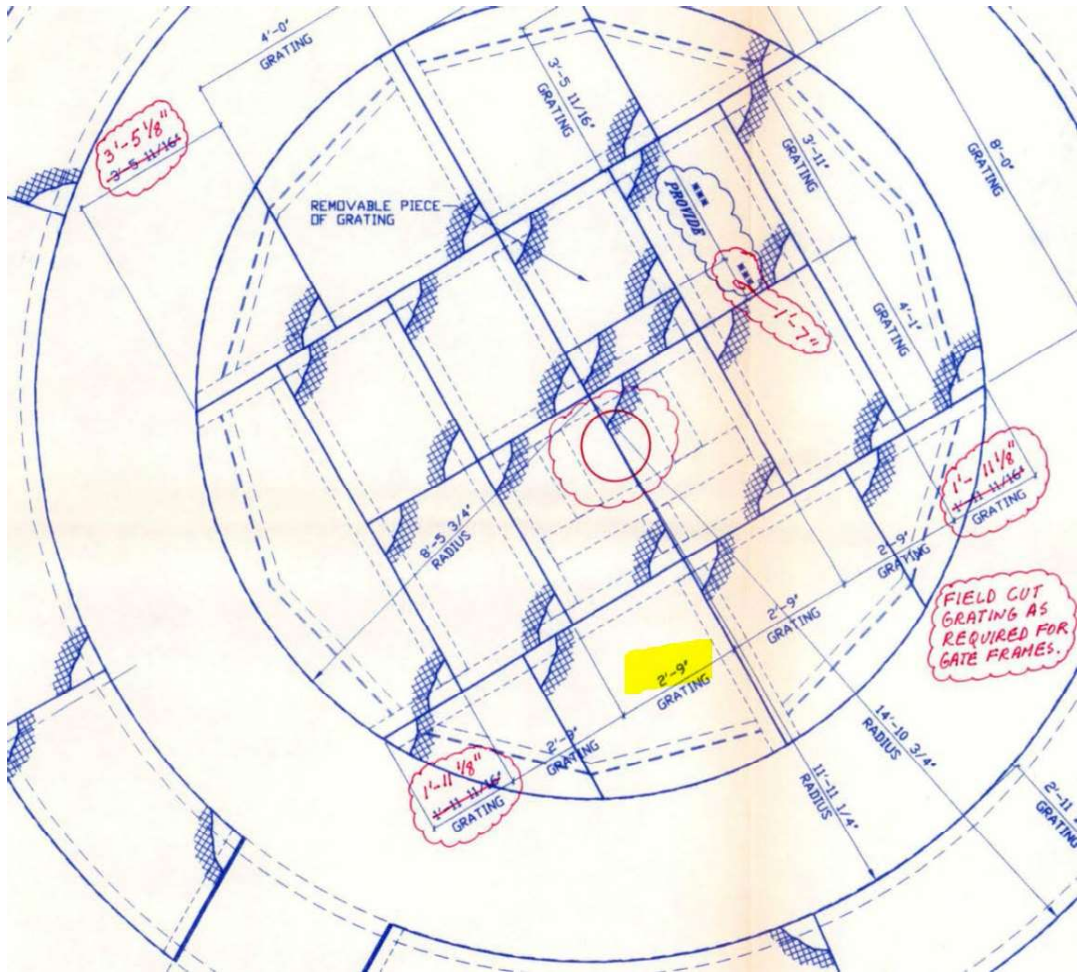 4'-0"
GRATING
3'-5 1/8"
3'-5 11/16"
3'-5 11/16"
GRATING
REMOVABLE PIECE
OF GRATING
PROVIDE
***
***
1'-7"
3'-11"
GRATING
8'-0"
GRATING
4'-1"
GRATING
8'-5 3/4"
RADIUS
1'-11 1/8"
1'-11 11/16"
GRATING
2'-9"
GRATING
2'-9"
GRATING
2'-9"
GRATING
2'-9"
GRATING
1'-11 1/8"
1'-11 11/16"
GRATING
FIELD CUT
GRATING AS
REQUIRED FOR
GATE FRAMES.
14'-10 3/4"
RADIUS
11'-11 1/4"
RADIUS
2'-11
GRATING